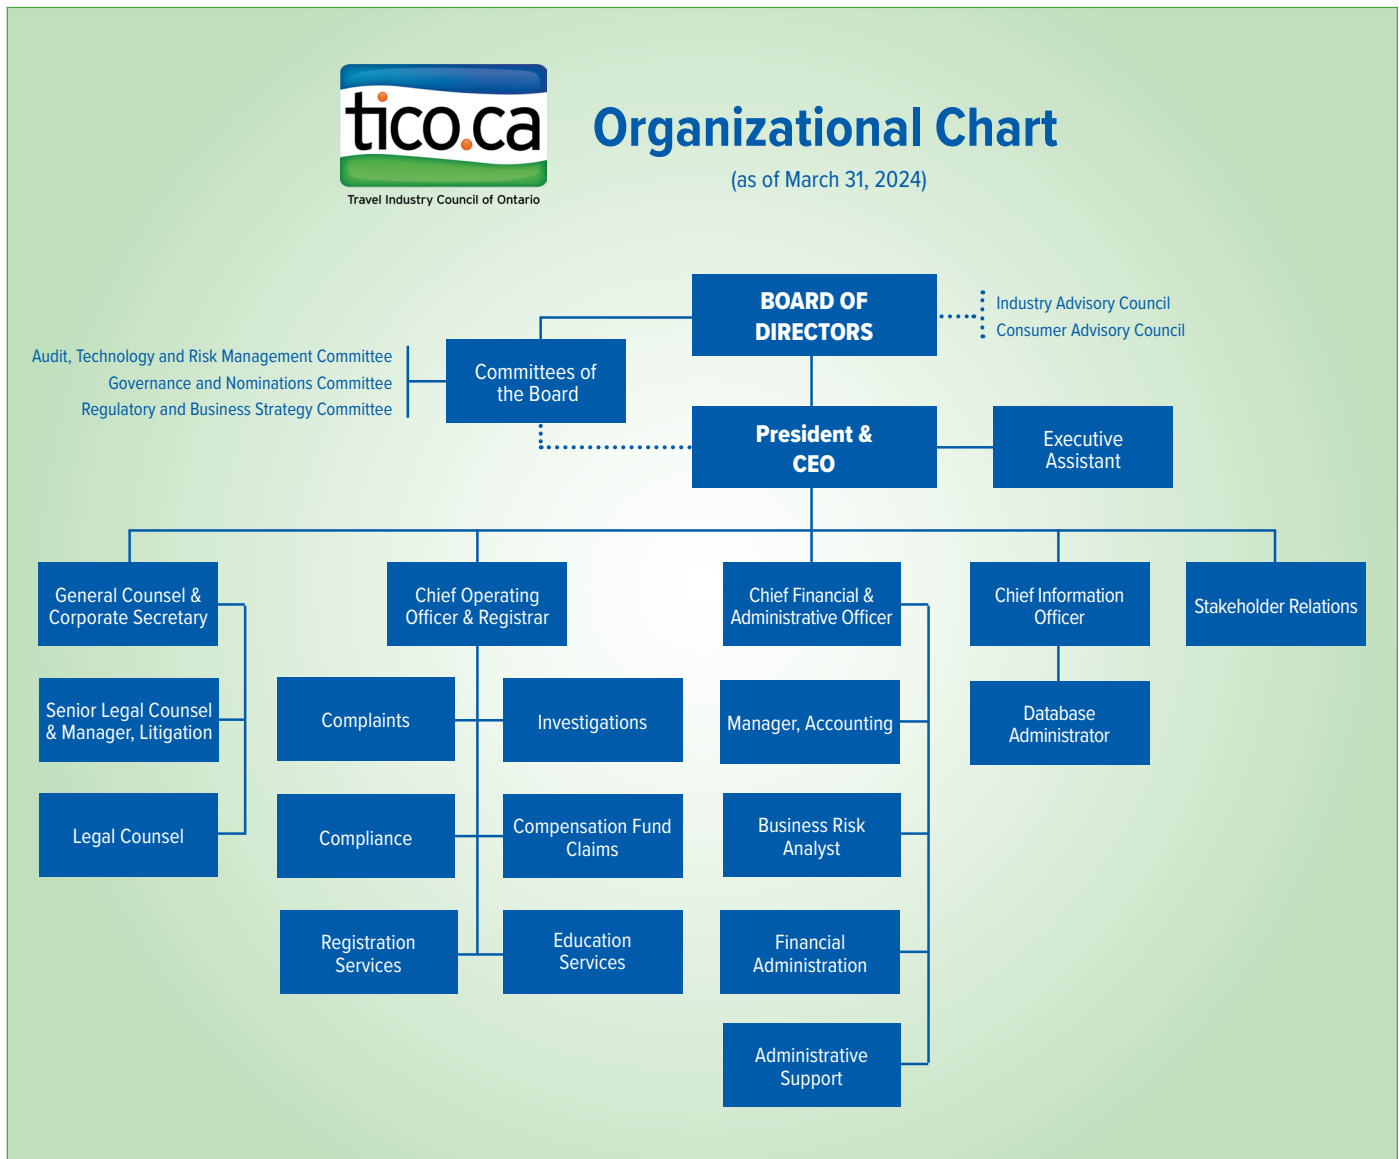 tico.ca
Travel Industry Council of Ontario
Organizational Chart
(as of March 31, 2024)
BOARD OF
DIRECTORS
Industry Advisory Council
Consumer Advisory Council
Audit, Technology and Risk Management Committee
Governance and Nominations Committee
Regulatory and Business Strategy Committee
Committees of
the Board
President &
CEO
Executive
Assistant
General Counsel &
Corporate Secretary
Chief Operating
Officer & Registrar
Chief Financial &
Administrative Officer
Chief Information
Officer
Stakeholder Relations
Senior Legal Counsel
& Manager, Litigation
Complaints
Investigations
Manager, Accounting
Database
Administrator
Legal Counsel
Compliance
Compensation Fund
Claims
Business Risk
Analyst
Registration
Services
Education
Services
Financial
Administration
Administrative
Support